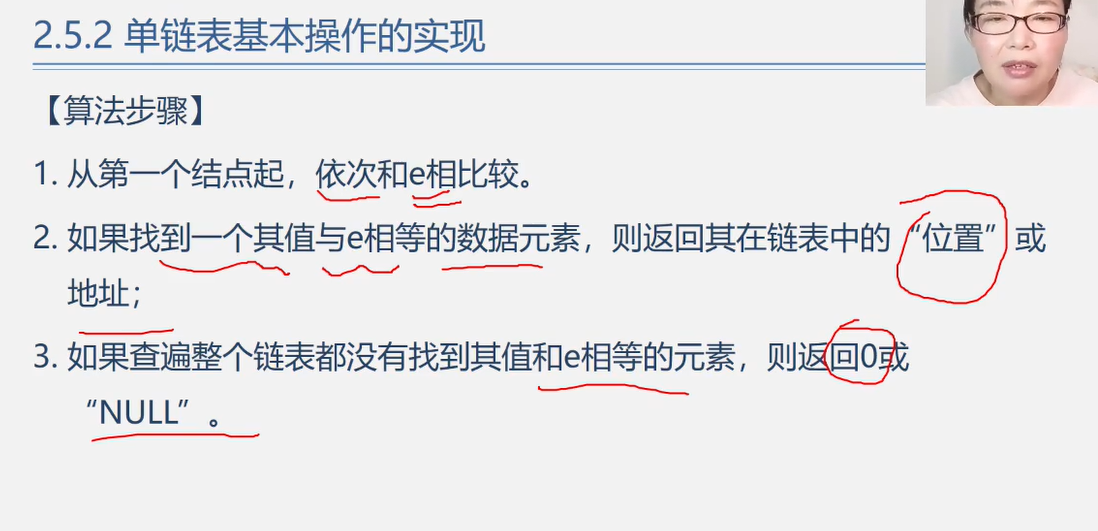 2.5.2 单链表基本操作的实现
【算法步骤】
1. 从第一个结点起，依次和e相比较。
2. 如果找到一个其值与e相等的数据元素，则返回其在链表中的“位置”或
地址；
3. 如果查遍整个链表都没有找到其值和e相等的元素，则返回0或
“NULL”。